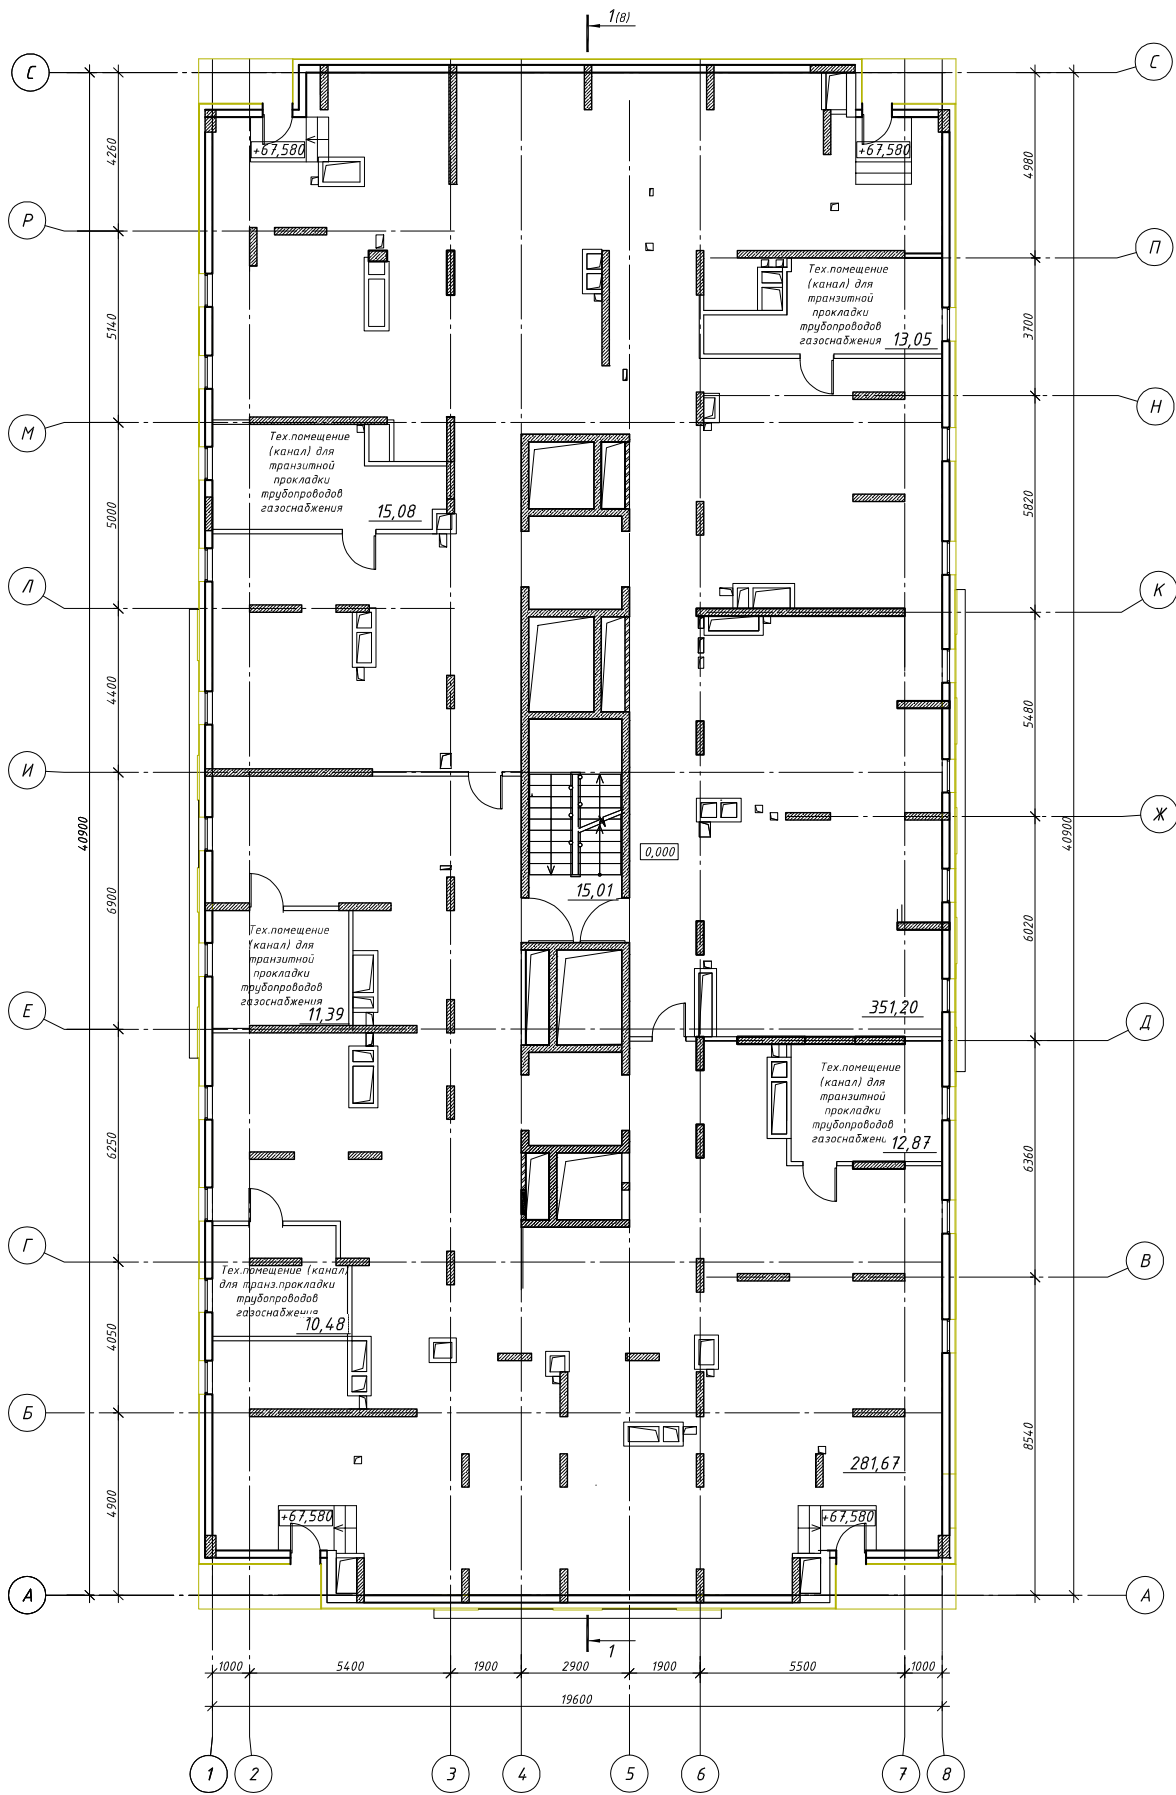 1(8)
С
С
+67,580
+67,580
4260
4980
Р
П
Тех.помещение
(канал) для
транзитной
прокладки
трубопроводов
газоснабжения
13,05
5140
3700
М
Н
Тех.помещение
(канал) для
транзитной
прокладки
трубопроводов
газоснабжения
15,08
5000
5820
Л
К
4400
5480
И
Ж
40900
40900
0,000
15,01
6900
6020
Тех.помещение
(канал) для
транзитной
прокладки
трубопроводов
газоснабжения
11,39
351,20
Е
Д
Тех.помещение
(канал) для
транзитной
прокладки
трубопроводов
газоснабжени
12,87
6250
6360
Г
В
Тех.помещение (канал)
для транз.прокладки
трубопроводов
газоснабжения
10,48
4050
Б
8540
281,67
4900
+67,580
+67,580
А
А
1
1000
5400
1900
2900
1900
5500
1000
19600
1
2
3
4
5
6
7
8